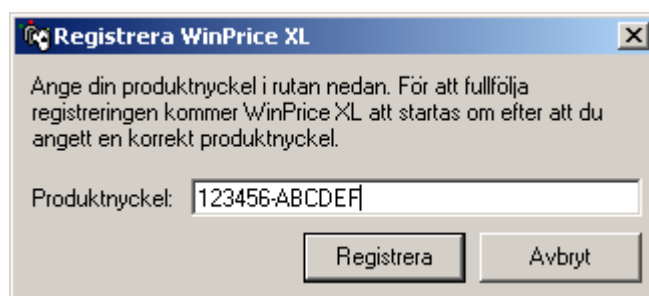 Registrera WinPrice XL
Ange din produktnyckel i rutan nedan. För att fullfölja
registreringen kommer WinPrice XL att startas om efter att du
angett en korrekt produktnyckel.
Produktnyckel: 123456-ABCDEF
Registrera Avbryt